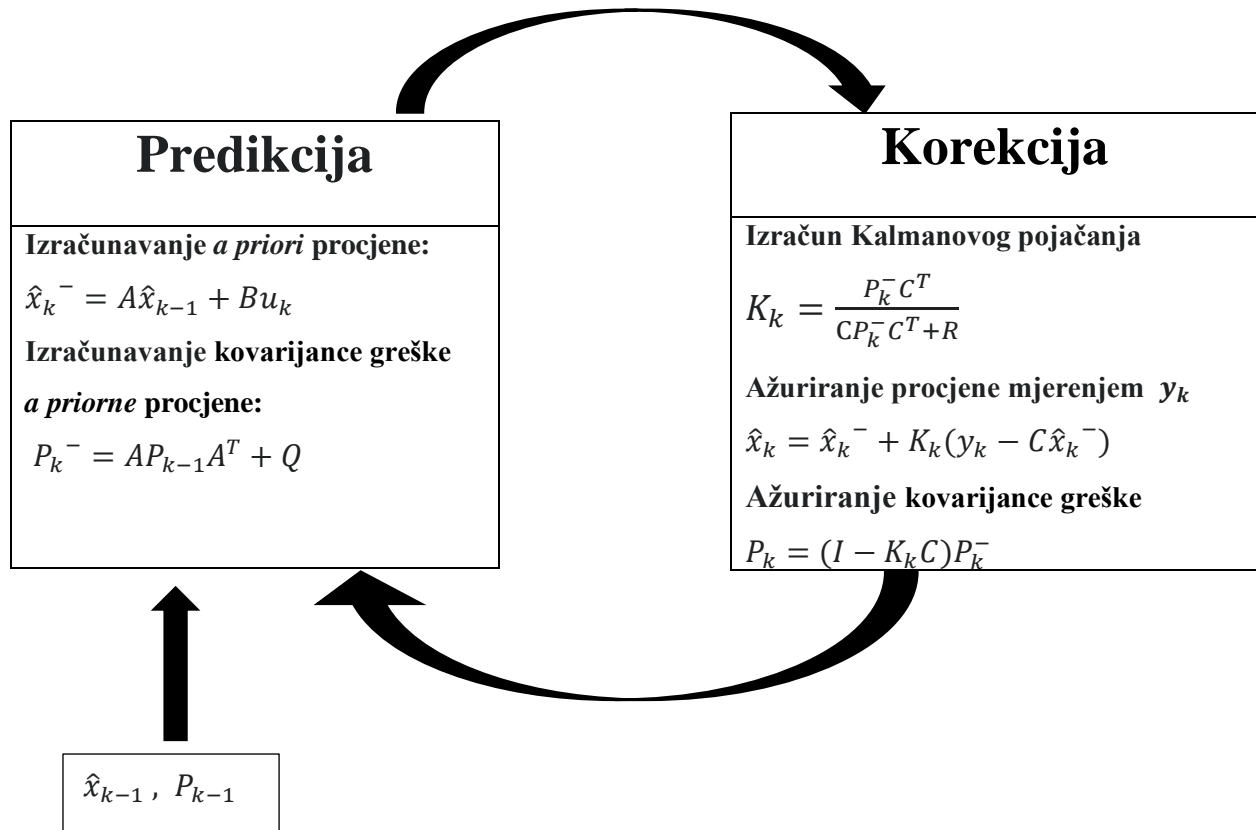 Predikcija
Izračunavanje a priori procjene:
x̂ₖ⁻ = Ax̂ₖ₋₁ + Buₖ
Izračunavanje kovarijance greške
a priorne procjene:
Pₖ⁻ = APₖ₋₁Aᵀ + Q
x̂ₖ₋₁ , Pₖ₋₁
Korekcija
Izračun Kalmanovog pojačanja
Kₖ = Pₖ⁻Cᵀ / CPₖ⁻Cᵀ+R
Ažuriranje procjene mjerenjem yₖ
x̂ₖ = x̂ₖ⁻ + Kₖ(yₖ − Cx̂ₖ⁻)
Ažuriranje kovarijance greške
Pₖ = (I − KₖC)Pₖ⁻